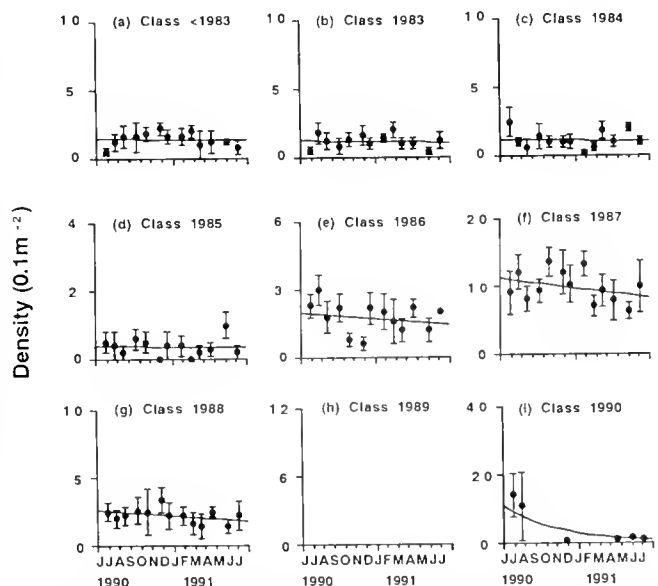 Density (0.1m⁻²)
(a) Class <1983
10
5
0
(b) Class 1983
10
5
0
(c) Class 1984
10
5
0
(d) Class 1985
4
2
0
(e) Class 1986
6
3
0
(f) Class 1987
20
10
0
(g) Class 1988
10
5
0
JJASONDJFMAMJJ
1990 1991
(h) Class 1989
12
6
0
JJASONDJFMAMJJ
1990 1991
(i) Class 1990
40
20
0
JJASONDJFMAMJJ
1990 1991